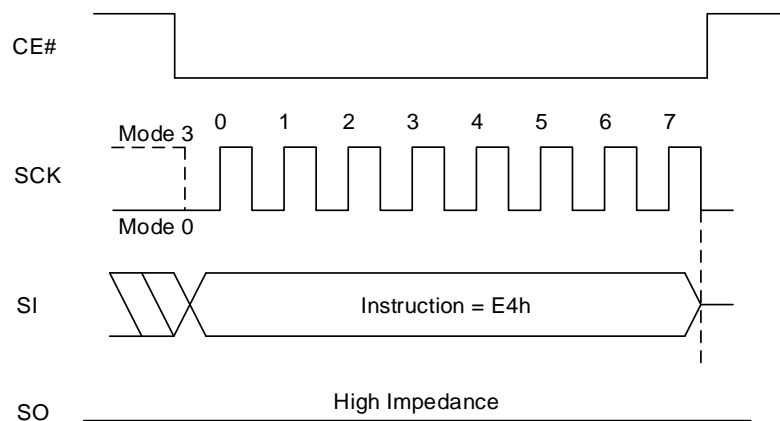 CE#
0 1 2 3 4 5 6 7
Mode 3
SCK
Mode 0
SI
Instruction = E4h
High Impedance
SO